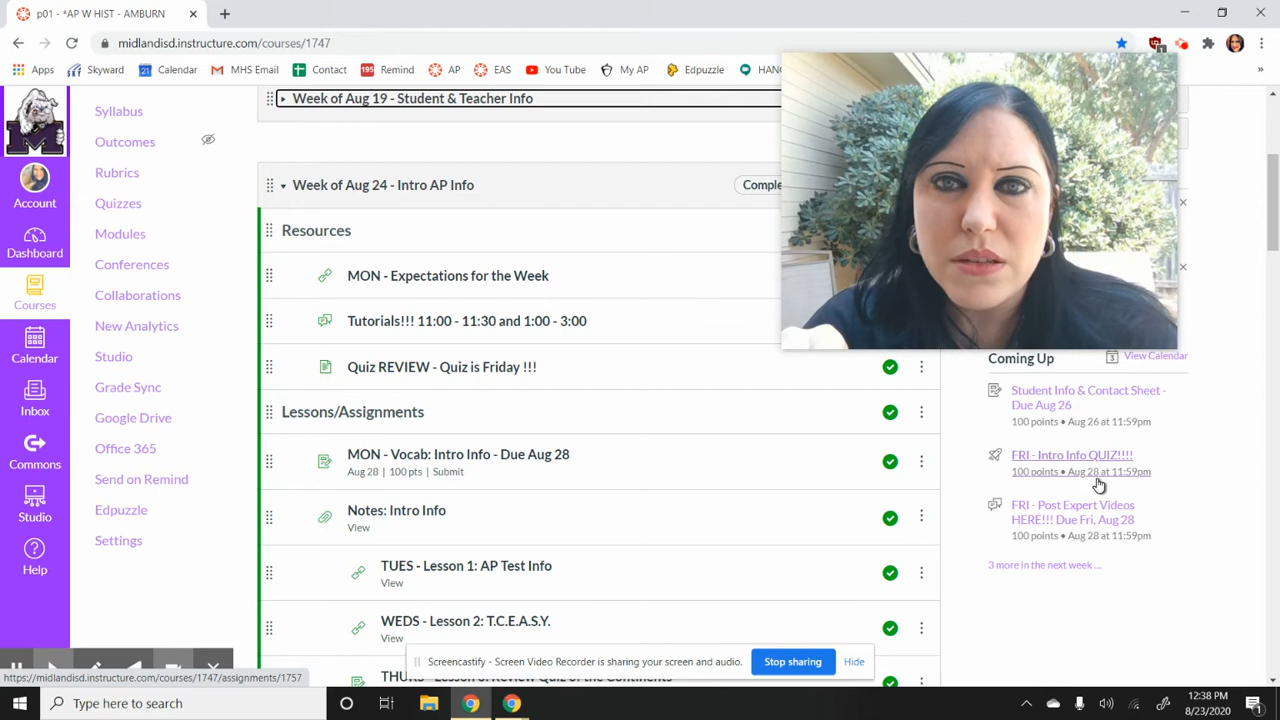 p01 - *AP W HIST - AMBURN
midlandisd.instructure.com/courses/1747
Apps
Skyward
Calendar
MHS Email
Contact
Remind
AP
EAS
You Tube
My AP
Edpuzzle
HANG
Account
Dashboard
Courses
Calendar
Inbox
Commons
Studio
Help
Syllabus
Outcomes
Rubrics
Quizzes
Modules
Conferences
Collaborations
New Analytics
Studio
Grade Sync
Google Drive
Office 365
Send on Remind
Edpuzzle
Settings
Week of Aug 19 - Student & Teacher Info
Week of Aug 24 - Intro AP Info
Comple
Resources
MON - Expectations for the Week
Tutorials!!! 11:00 - 11:30 and 1:00 - 3:00
Quiz REVIEW - Quiz is Friday !!!
Lessons/Assignments
MON - Vocab: Intro Info - Due Aug 28
Aug 28 | 100 pts | Submit
Notes: Intro Info
View
TUES - Lesson 1: AP Test Info
View
WEDS - Lesson 2: T.C.E.A.S.Y.
View
Coming Up
View Calendar
Student Info & Contact Sheet -
Due Aug 26
100 points • Aug 26 at 11:59pm
FRI - Intro Info QUIZ!!!!
100 points • Aug 28 at 11:59pm
FRI - Post Expert Videos
HERE!!! Due Fri, Aug 28
100 points • Aug 28 at 11:59pm
3 more in the next week ...
Screencastify - Screen Video Recorder is sharing your screen and audio.
Stop sharing
Hide
https://midlandisd.instructure.com/courses/1747/assignments/1757
Type here to search
12:38 PM
8/23/2020